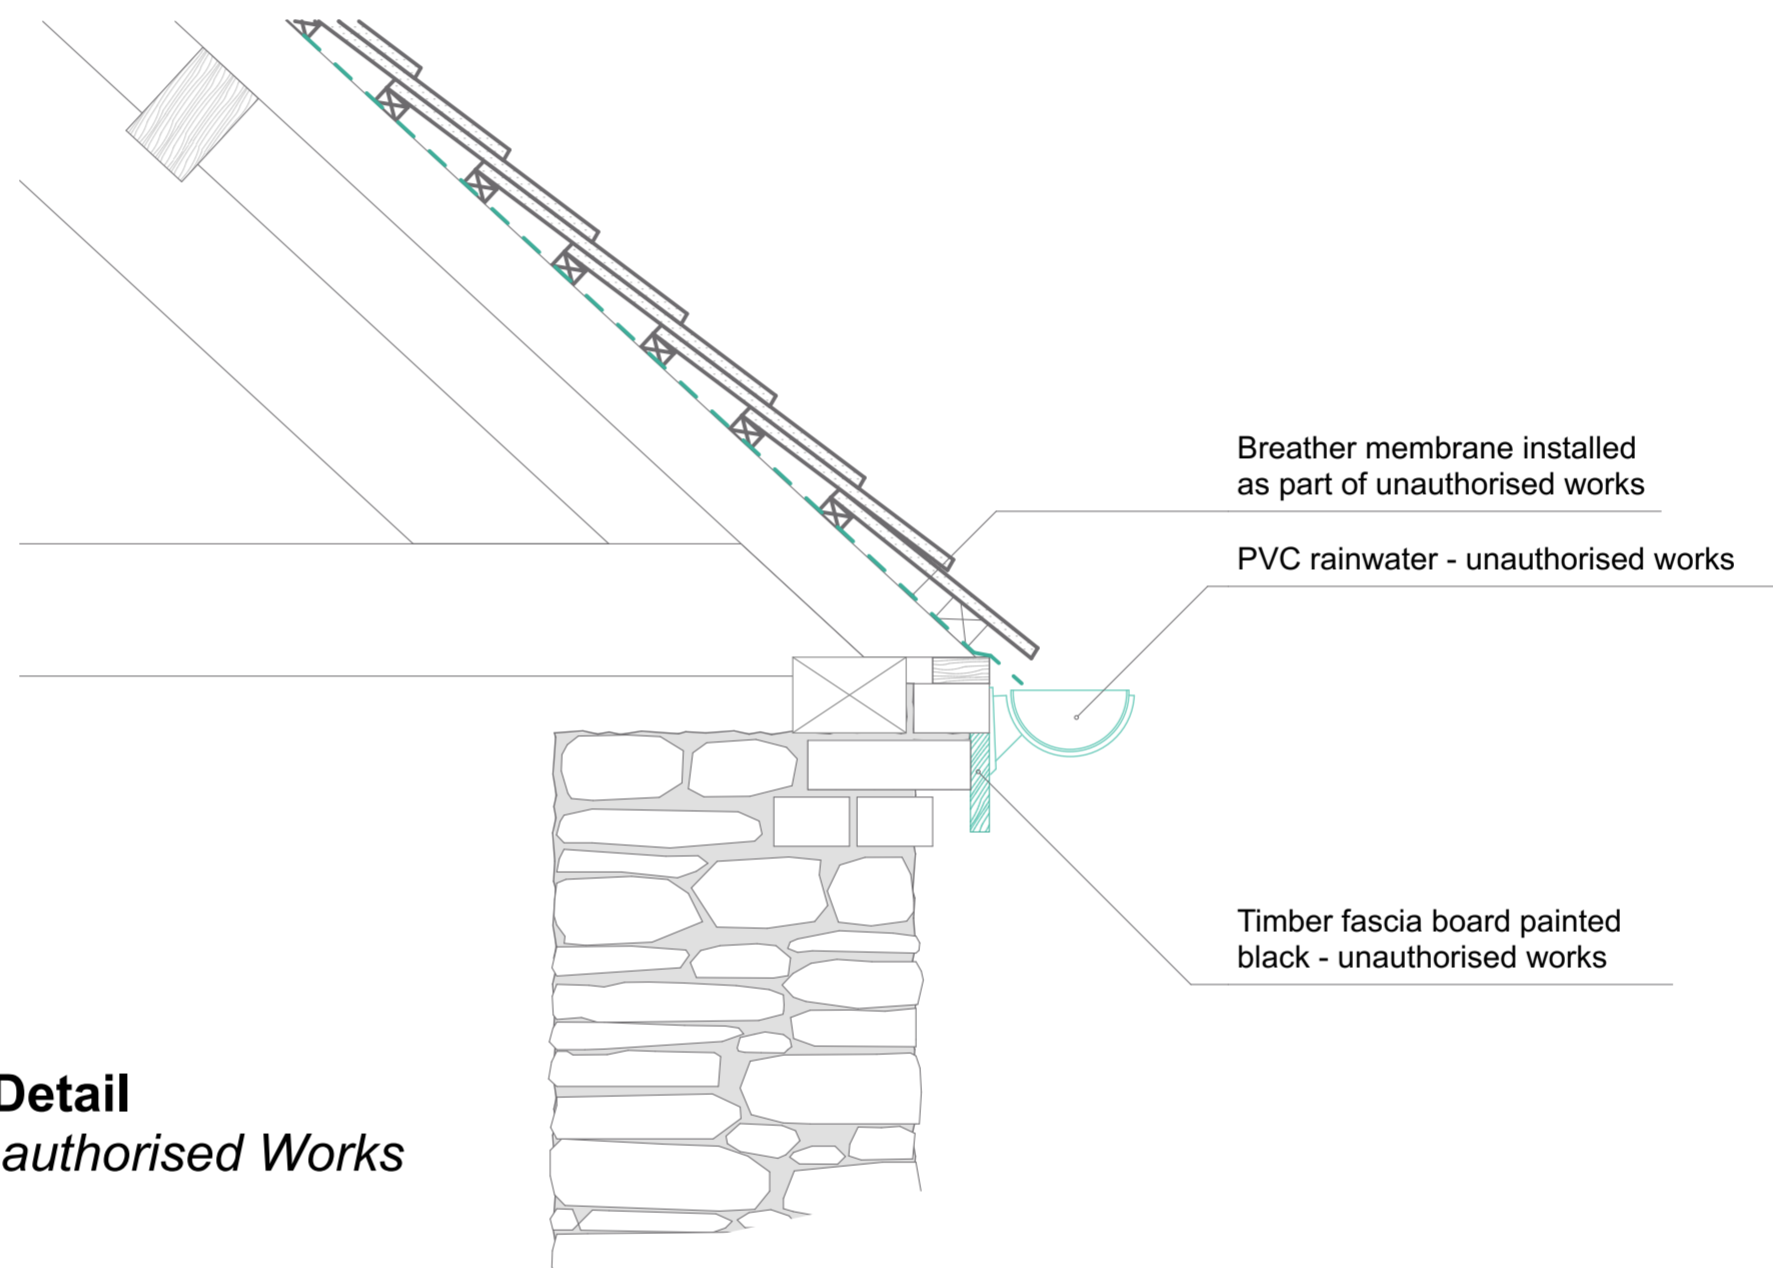 Breather membrane installed
as part of unauthorised works
PVC rainwater - unauthorised works
Timber fascia board painted
black - unauthorised works
Detail
authorised Works